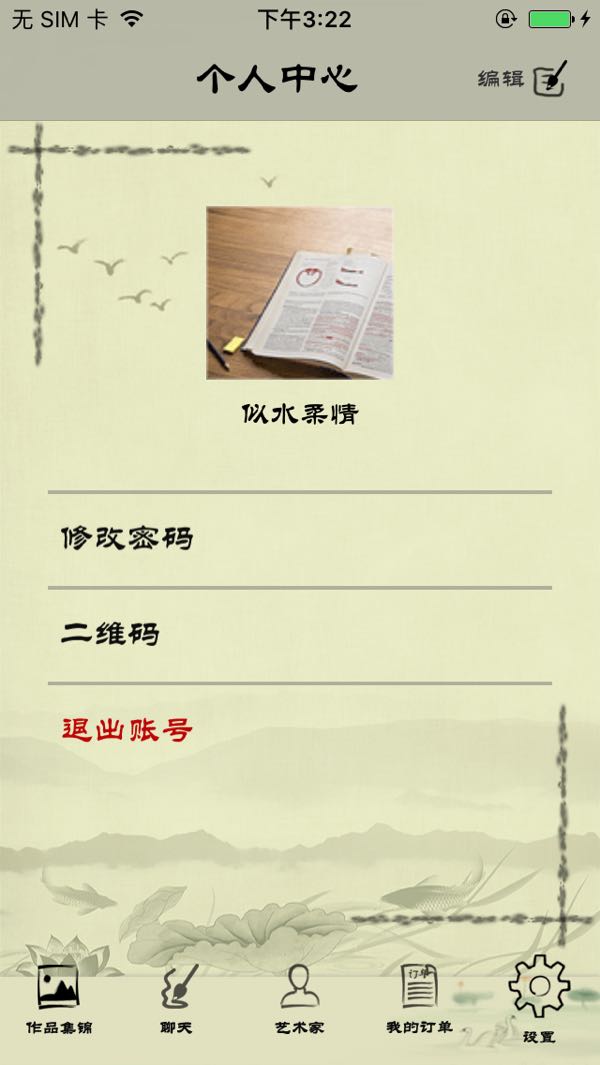 无 SIM 卡 下午3:22
个人中心 编辑
似水柔情
修改密码
二维码
退出账号
订单
作品集锦 聊天 艺术家 我的订单 设置